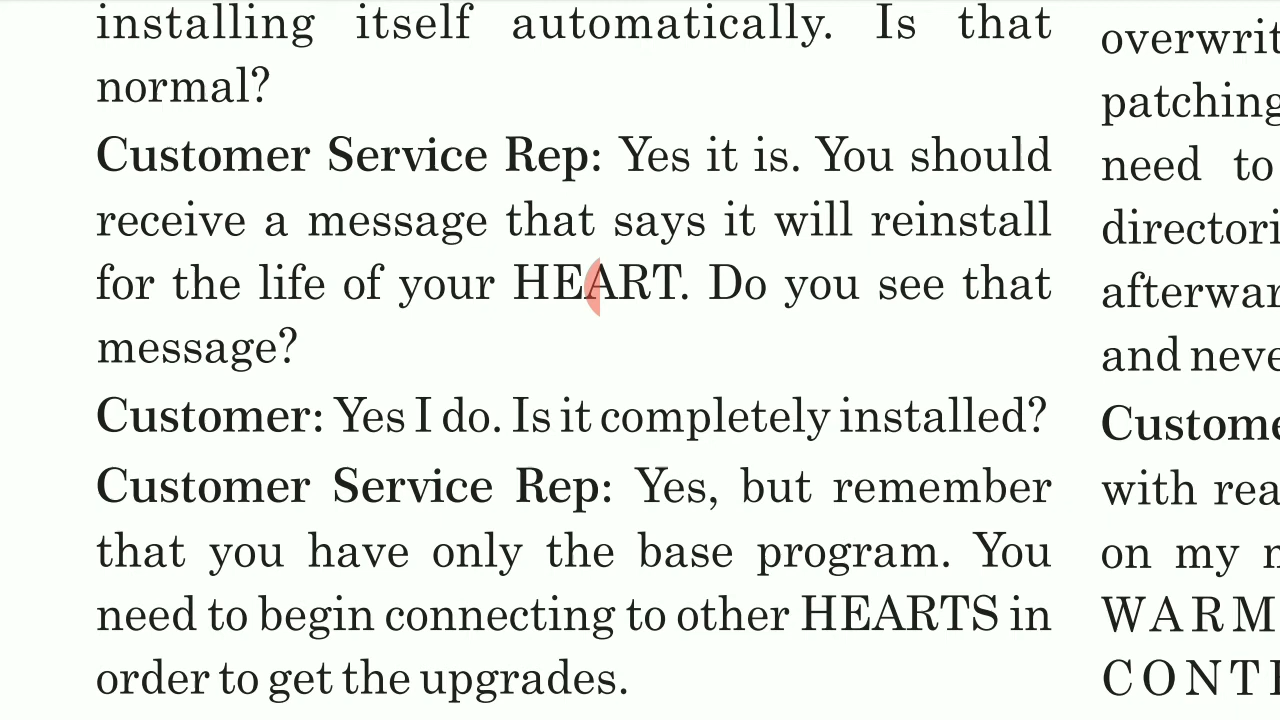 installing itself automatically. Is that
normal?
Customer Service Rep: Yes it is. You should
receive a message that says it will reinstall
for the life of your HEART. Do you see that
message?
Customer: Yes I do. Is it completely installed?
Customer Service Rep: Yes, but remember
that you have only the base program. You
need to begin connecting to other HEARTS in
order to get the upgrades.
patching
need to
and
with
on my